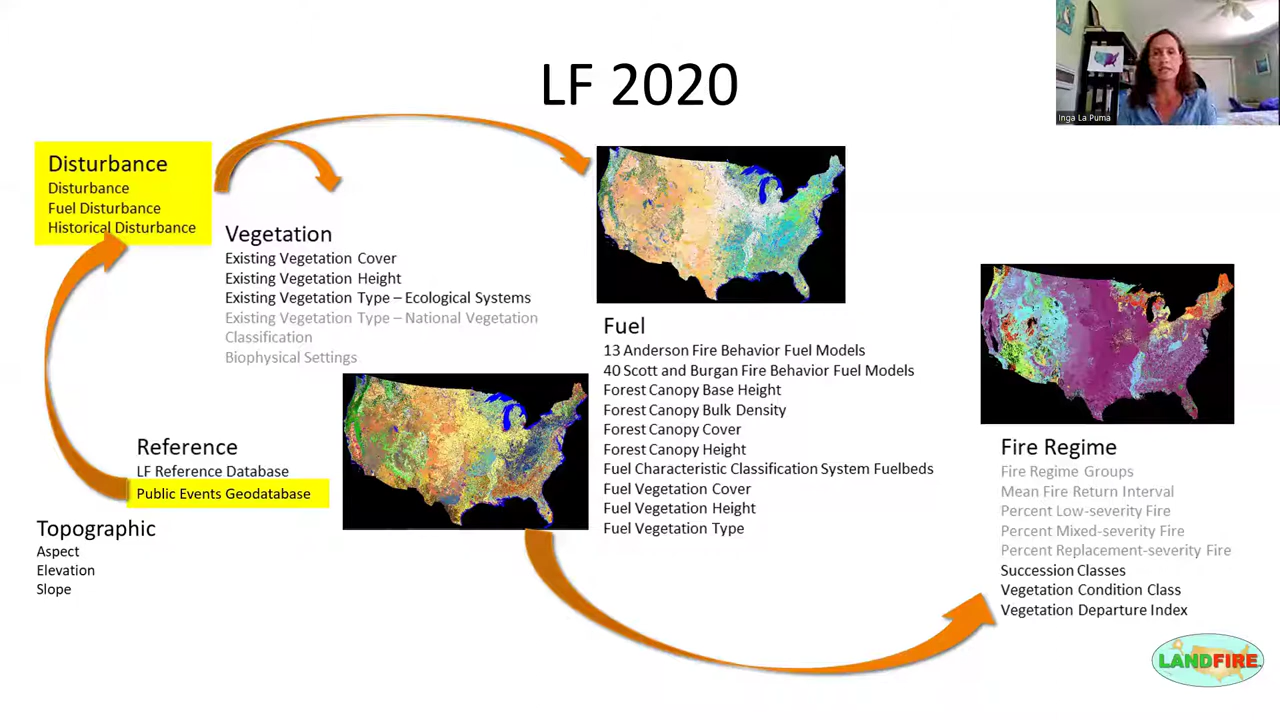 LF 2020
Inga La Puma
Disturbance
Disturbance
Fuel Disturbance
Historical Disturbance
Vegetation
Existing Vegetation Cover
Existing Vegetation Height
Existing Vegetation Type – Ecological Systems
Existing Vegetation Type – National Vegetation
Classification
Biophysical Settings
Reference
LF Reference Database
Public Events Geodatabase
Topographic
Aspect
Elevation
Slope
Fuel
13 Anderson Fire Behavior Fuel Models
40 Scott and Burgan Fire Behavior Fuel Models
Forest Canopy Base Height
Forest Canopy Bulk Density
Forest Canopy Cover
Forest Canopy Height
Fuel Characteristic Classification System Fuelbeds
Fuel Vegetation Cover
Fuel Vegetation Height
Fuel Vegetation Type
Fire Regime
Fire Regime Groups
Mean Fire Return Interval
Percent Low-severity Fire
Percent Mixed-severity Fire
Percent Replacement-severity Fire
Succession Classes
Vegetation Condition Class
Vegetation Departure Index
LANDFIRE